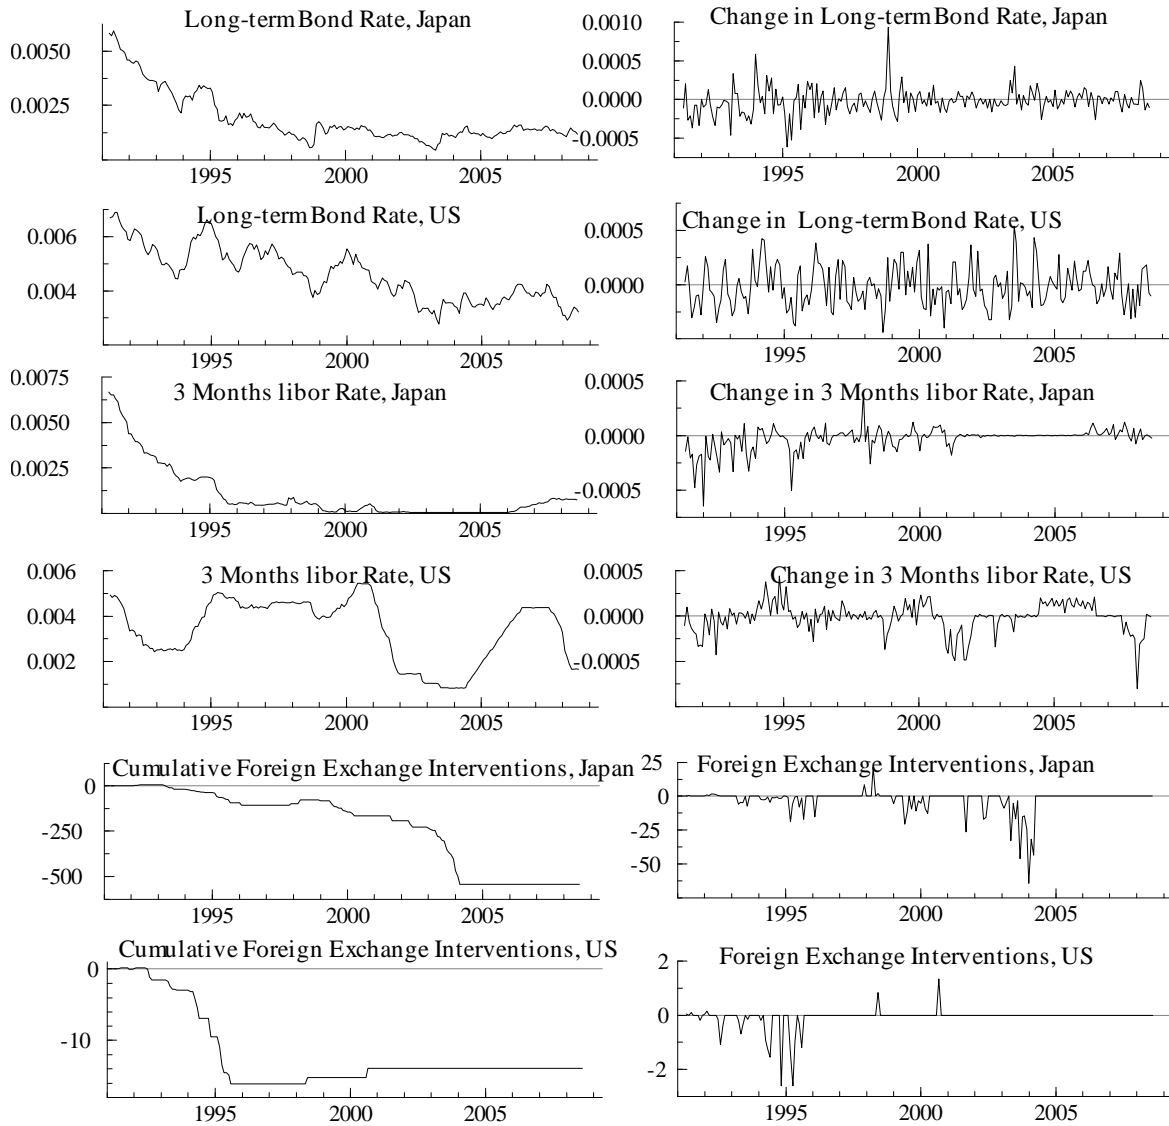 Long-term Bond Rate, Japan
0.0050
0.0025
1995 2000 2005
Change in Long-term Bond Rate, Japan
0.0010
0.0005
0.0000
-0.0005
1995 2000 2005
Long-term Bond Rate, US
0.006
0.004
1995 2000 2005
Change in Long-term Bond Rate, US
0.0005
0.0000
1995 2000 2005
3 Months libor Rate, Japan
0.0075
0.0050
0.0025
1995 2000 2005
Change in 3 Months libor Rate, Japan
0.0005
0.0000
-0.0005
1995 2000 2005
3 Months libor Rate, US
0.006
0.004
0.002
1995 2000 2005
Change in 3 Months libor Rate, US
0.0005
0.0000
-0.0005
1995 2000 2005
Cumulative Foreign Exchange Interventions, Japan
0
-250
-500
1995 2000 2005
Foreign Exchange Interventions, Japan
25
0
-25
-50
1995 2000 2005
Cumulative Foreign Exchange Interventions, US
0
-10
1995 2000 2005
Foreign Exchange Interventions, US
2
0
-2
1995 2000 2005